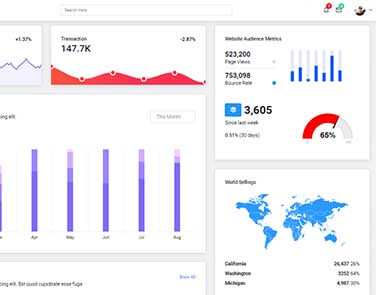 Search Here
+1.37%
Transaction
-2.87%
147.7K
Website Audience Metrics
523,200
Page Views
753,098
Bounce Rate
3,605
Since last week
8.51% (30 days)
65%
cing elit.
This Month
Apr May Jun Jul Aug
World Sellings
California 26,437 26%
Washington 3252 64%
Michigan 4,987 30%
Show All
cing elit. Est quod cupiditate esse fuga